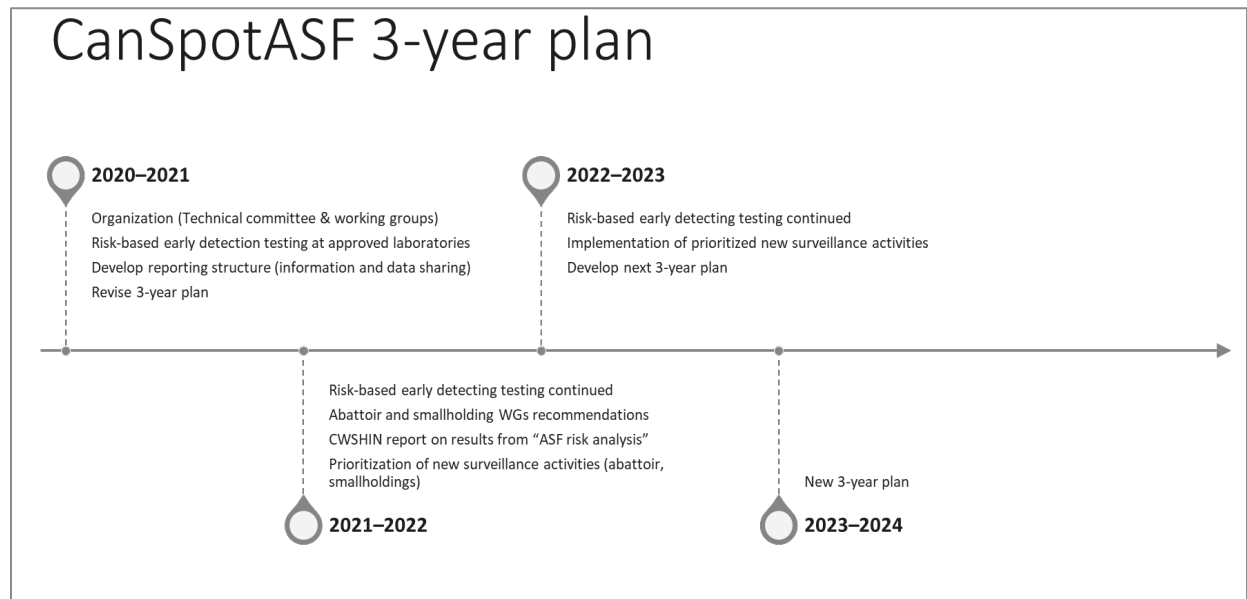 CanSpotASF 3-year plan
2020–2021
Organization (Technical committee & working groups)
Risk-based early detection testing at approved laboratories
Develop reporting structure (information and data sharing)
Revise 3-year plan
2022–2023
Risk-based early detecting testing continued
Implementation of prioritized new surveillance activities
Develop next 3-year plan
Risk-based early detecting testing continued
Abattoir and smallholding WGs recommendations
CWSHIN report on results from “ASF risk analysis”
Prioritization of new surveillance activities (abattoir,
smallholdings)
2021–2022
New 3-year plan
2023–2024